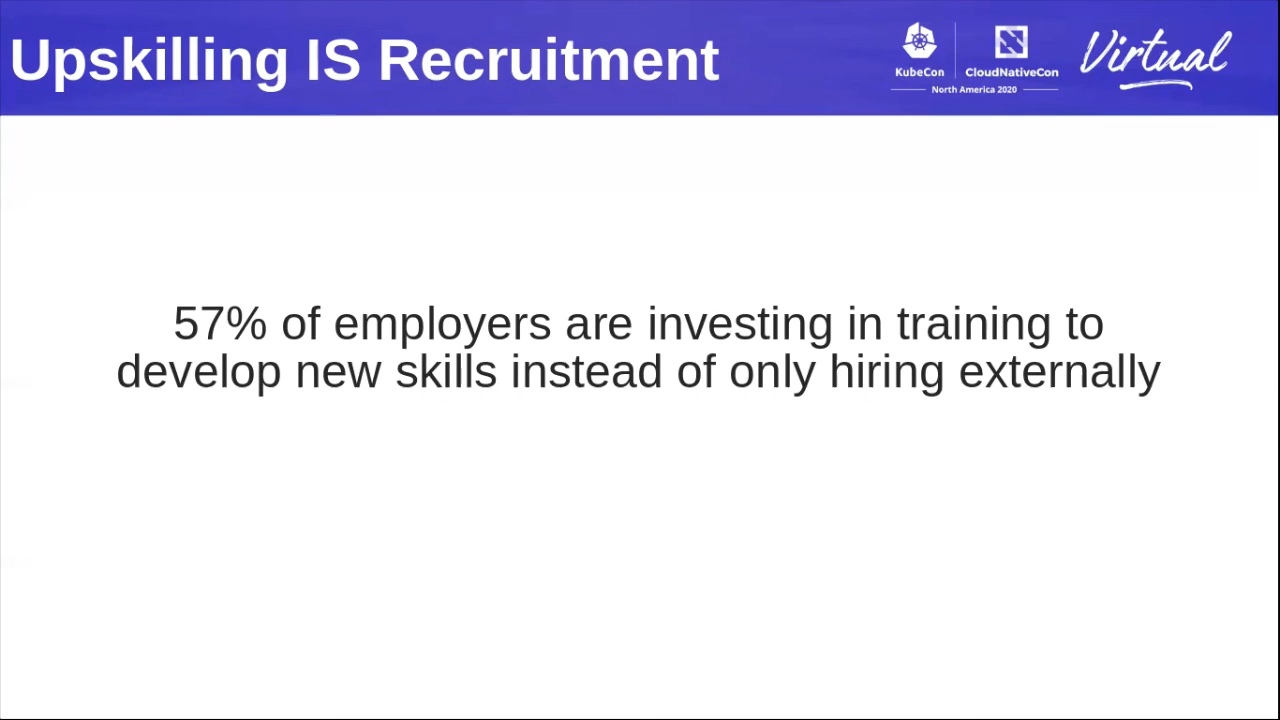 Upskilling IS Recruitment
KubeCon
CloudNativeCon
North America 2020
Virtual
57% of employers are investing in training to
develop new skills instead of only hiring externally